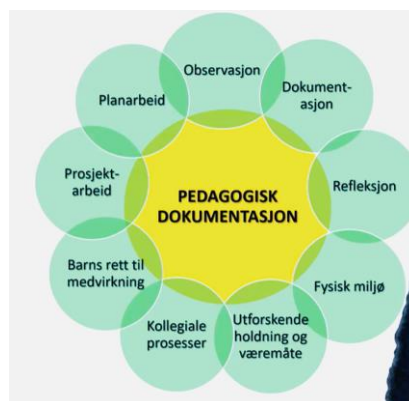 PEDAGOGISK
DOKUMENTASJON
Observasjon
Dokument-
asjon
Refleksjon
Fysisk miljø
Utforskende
holdning og
væremåte
Kollegiale
prosesser
Barns rett til
medvirkning
Prosjekt-
arbeid
Planarbeid